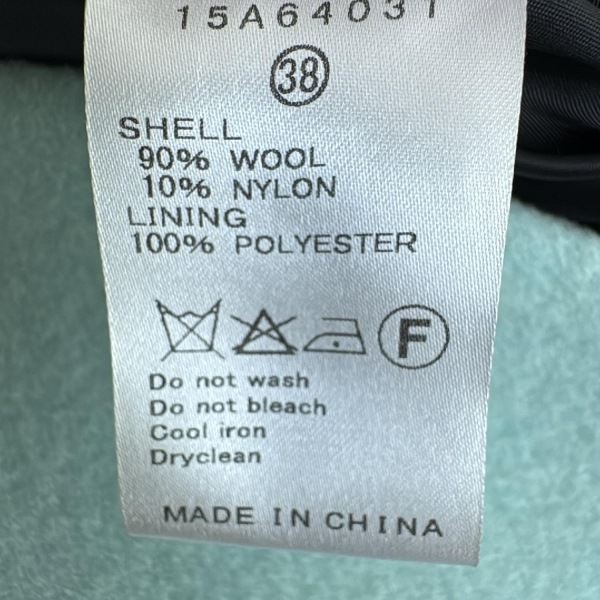 15A64031
38
SHELL
90% WOOL
10% NYLON
LINING
100% POLYESTER
F
Do not wash
Do not bleach
Cool iron
Dryclean
MADE IN CHINA